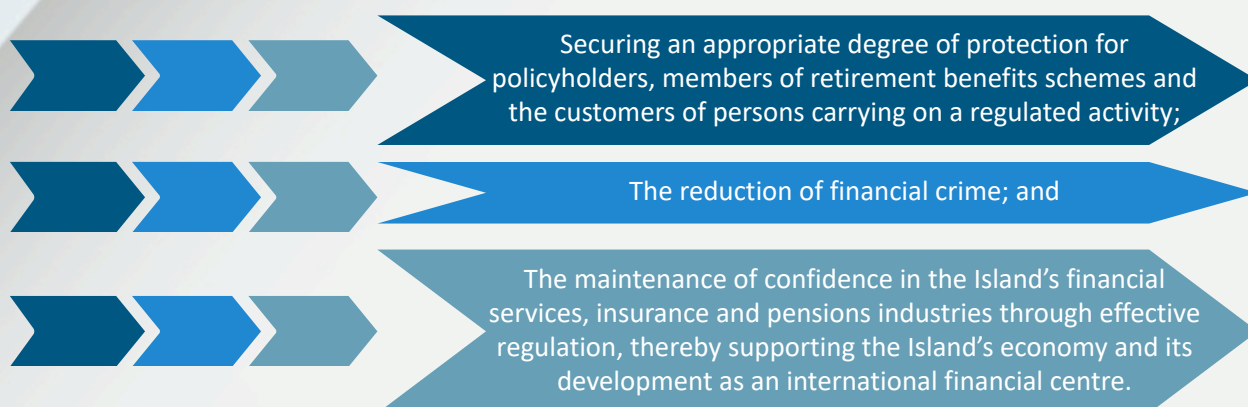 Securing an appropriate degree of protection for
policyholders, members of retirement benefits schemes and
the customers of persons carrying on a regulated activity;
The reduction of financial crime; and
The maintenance of confidence in the Island’s financial
services, insurance and pensions industries through effective
regulation, thereby supporting the Island’s economy and its
development as an international financial centre.